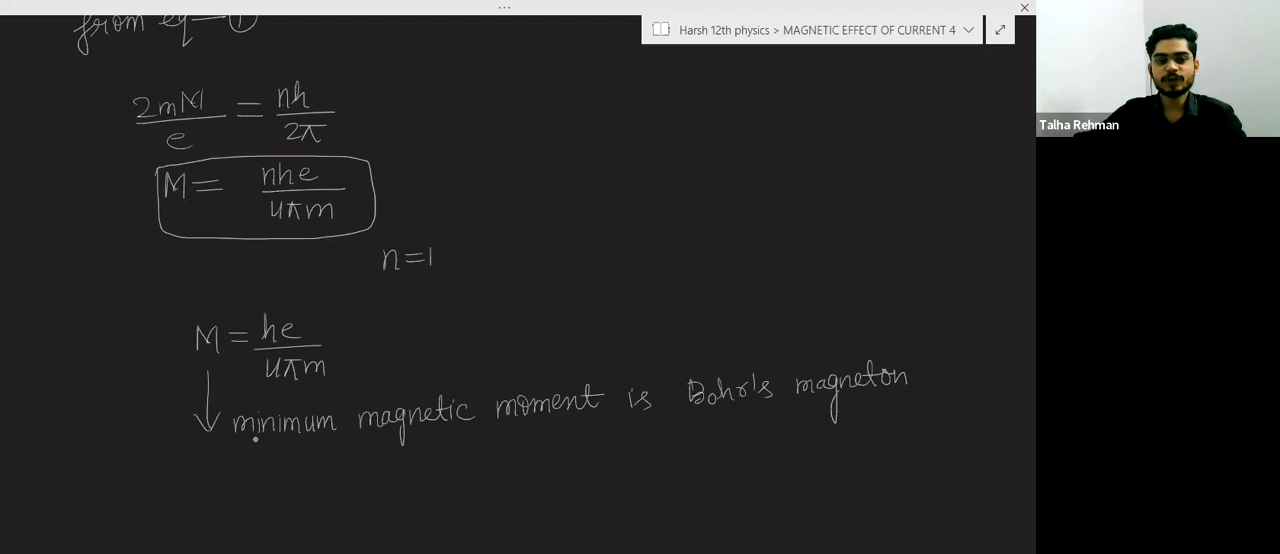 from eq—①
Harsh 12th physics > MAGNETIC EFFECT OF CURRENT 4
Talha Rehman
2mM/e = nh/2π
M = nhe/4πm
n=1
M = he/4πm
minimum magnetic moment is Bohr's magneton